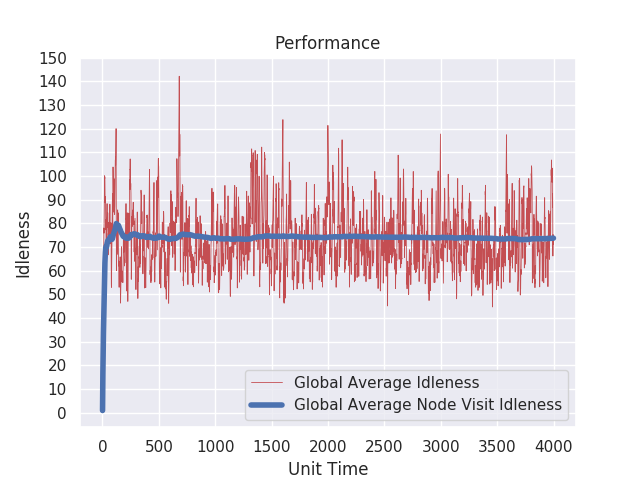 Performance
150
140
130
120
110
100
90
80
70
60
50
40
30
20
10
0
Idleness
0 500 1000 1500 2000 2500 3000 3500 4000
Unit Time
Global Average Idleness
Global Average Node Visit Idleness